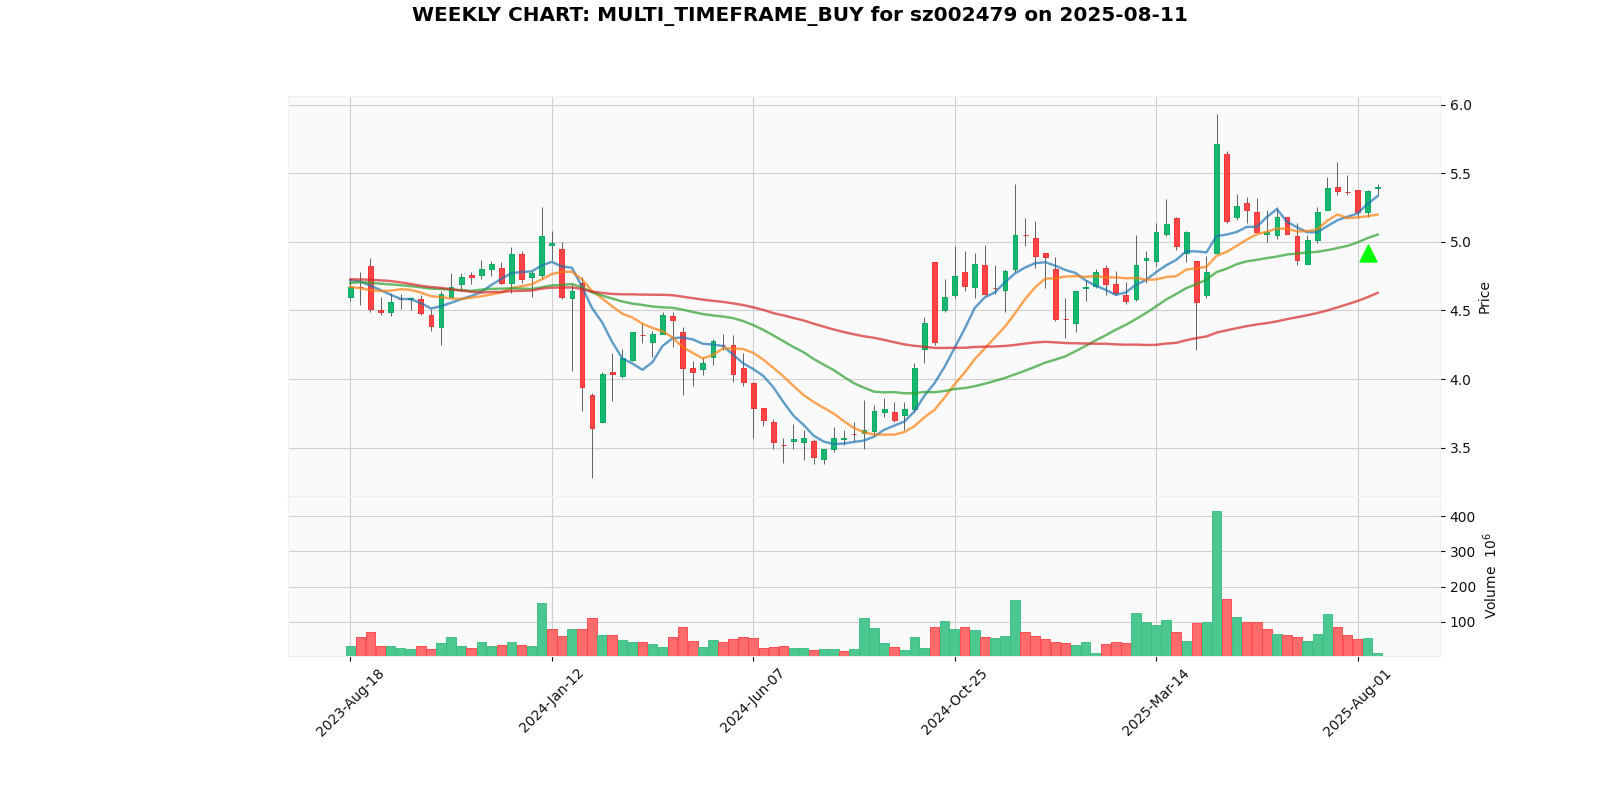 WEEKLY CHART: MULTI_TIMEFRAME_BUY for sz002479 on 2025-08-11
6.0
5.5
5.0
4.5
4.0
3.5
Price
400
300
200
100
Volume 10⁶
2023-Aug-18
2024-Jan-12
2024-Jun-07
2024-Oct-25
2025-Mar-14
2025-Aug-01